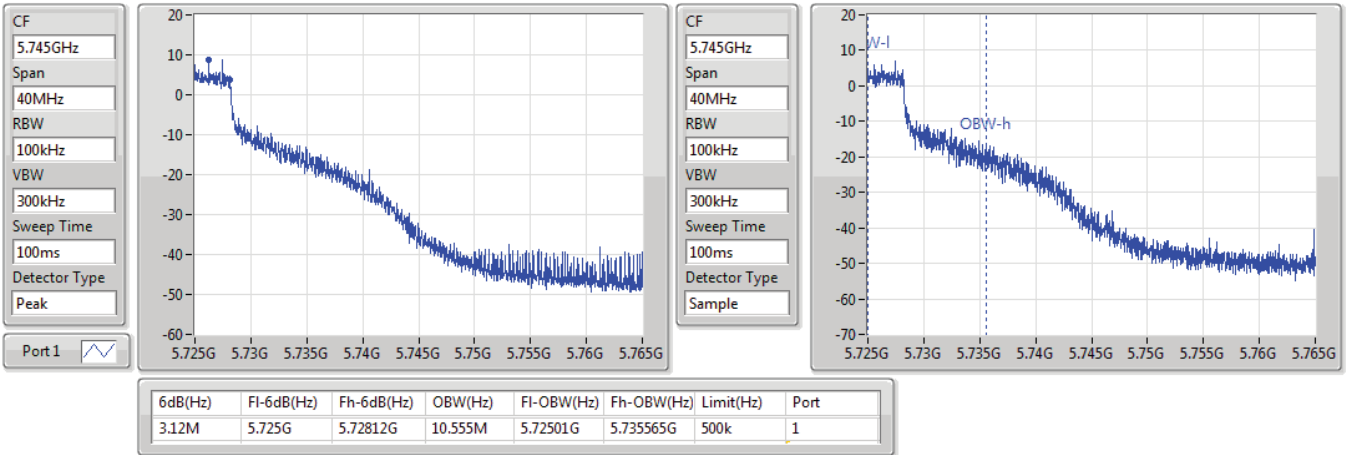 CF
5.745GHz
Span
40MHz
RBW
100kHz
VBW
300kHz
Sweep Time
100ms
Detector Type
Peak
Port 1
20
10
0
-10
-20
-30
-40
-50
-60
5.725G 5.73G 5.735G 5.74G 5.745G 5.75G 5.755G 5.76G 5.765G
CF
5.745GHz
Span
40MHz
RBW
100kHz
VBW
300kHz
Sweep Time
100ms
Detector Type
Sample
20
10
0
-10
-20
-30
-40
-50
-60
-70
W-l
OBW-h
5.725G 5.73G 5.735G 5.74G 5.745G 5.75G 5.755G 5.76G 5.765G
6dB(Hz) Fl-6dB(Hz) Fh-6dB(Hz) OBW(Hz) Fl-OBW(Hz) Fh-OBW(Hz) Limit(Hz) Port
3.12M 5.725G 5.72812G 10.555M 5.72501G 5.735565G 500k 1